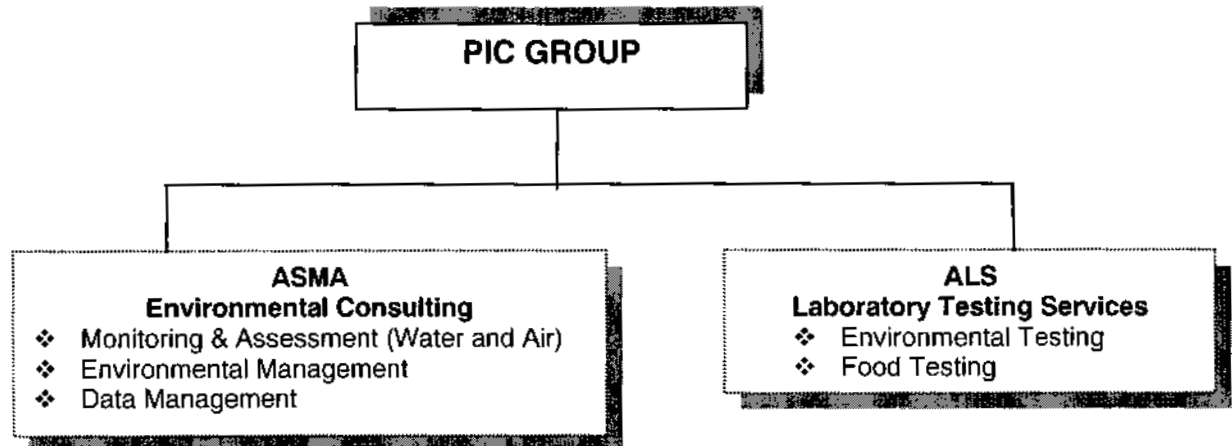 PIC GROUP
ASMA
Environmental Consulting
❖ Monitoring & Assessment (Water and Air)
❖ Environmental Management
❖ Data Management
ALS
Laboratory Testing Services
❖ Environmental Testing
❖ Food Testing